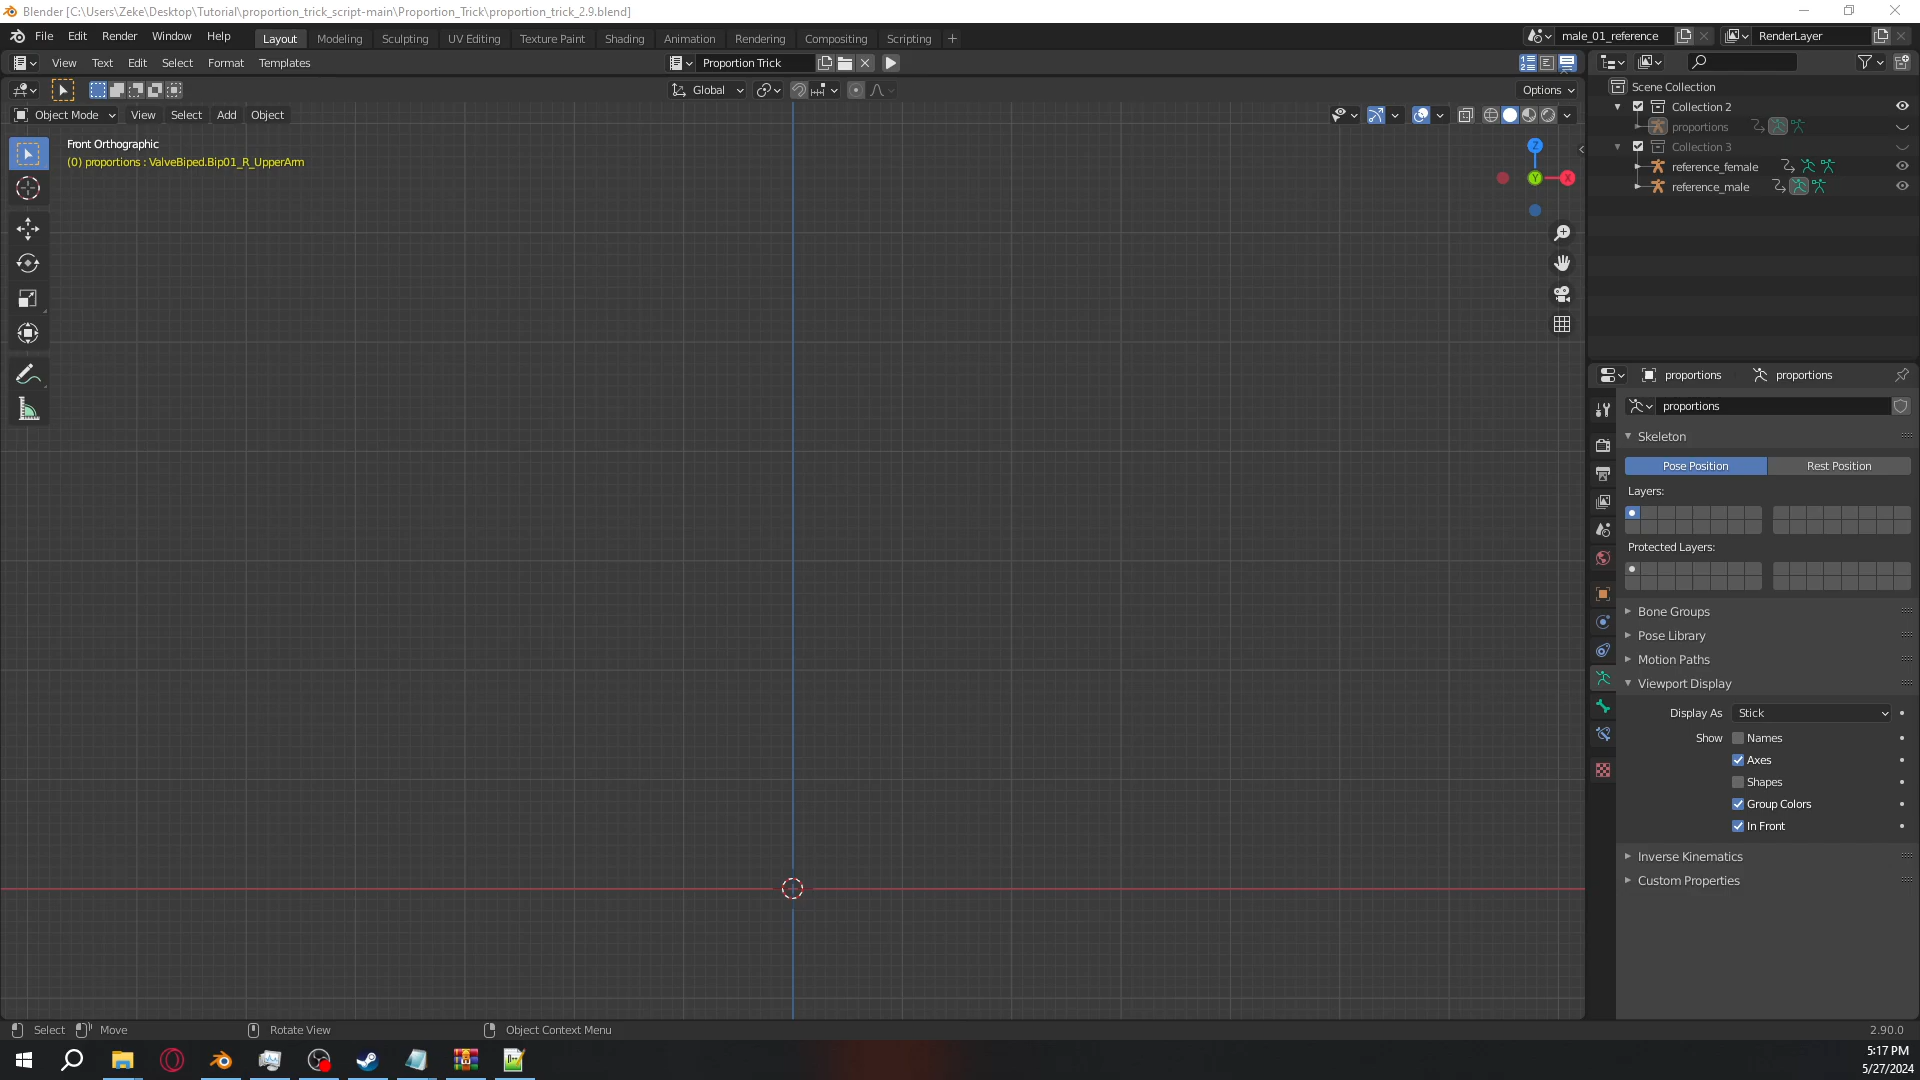 Blender [C:\Users\Zeke\Desktop\Tutorial\proportion_trick_script-main\Proportion_Trick\proportion_trick_2.9.blend]
File Edit Render Window Help
Layout Modeling Sculpting UV Editing Texture Paint Shading Animation Rendering Compositing Scripting
male_01_reference
RenderLayer
View Text Edit Select Format Templates
Proportion Trick
Global
Options
Object Mode View Select Add Object
Front Orthographic
(0) proportions : ValveBiped.Bip01_R_UpperArm
Z
Y
X
Scene Collection
Collection 2
proportions
Collection 3
reference_female
reference_male
proportions proportions
proportions
Skeleton
Pose Position Rest Position
Layers:
Protected Layers:
Bone Groups
Pose Library
Motion Paths
Viewport Display
Display As Stick
Show Names
Axes
Shapes
Group Colors
In Front
Inverse Kinematics
Custom Properties
Select Move Rotate View Object Context Menu
2.90.0
5:17 PM
5/27/2024